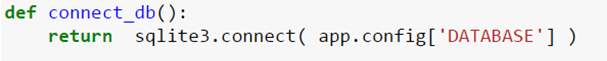 def connect_db():
    return  sqlite3.connect( app.config['DATABASE'] )